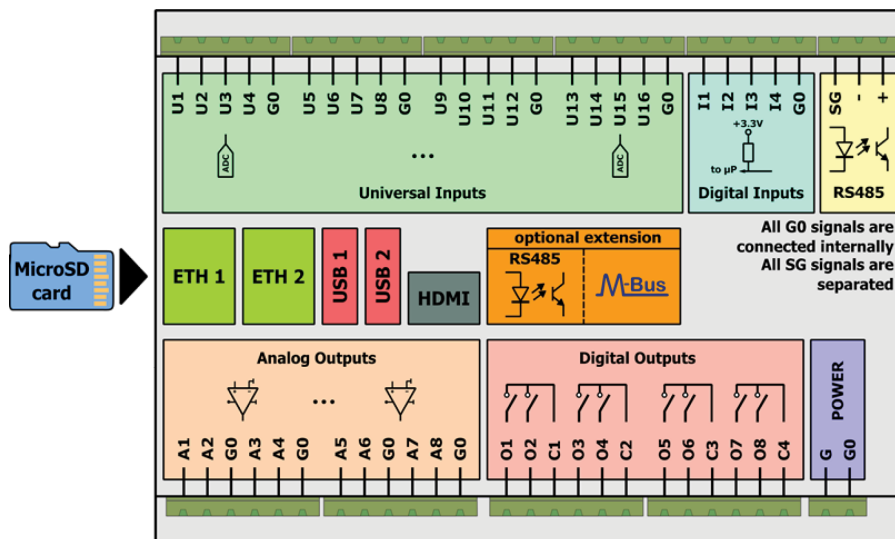 U1 U2 U3 U4 G0 U5 U6 U7 U8 G0 U9 U10 U11 U12 G0 U13 U14 U15 U16 G0
ADC
...
ADC
Universal Inputs
I1 I2 I3 I4 G0
+3.3V
to µP
Digital Inputs
SG - +
RS485
All G0 signals are
connected internally
All SG signals are
separated
MicroSD
card
ETH 1
ETH 2
USB 1
USB 2
HDMI
optional extension
RS485
M-Bus
Analog Outputs
...
A1 A2 G0 A3 A4 G0 A5 A6 G0 A7 A8 G0
Digital Outputs
O1 O2 C1 O3 O4 C2 O5 O6 C3 O7 O8 C4
POWER
G G0